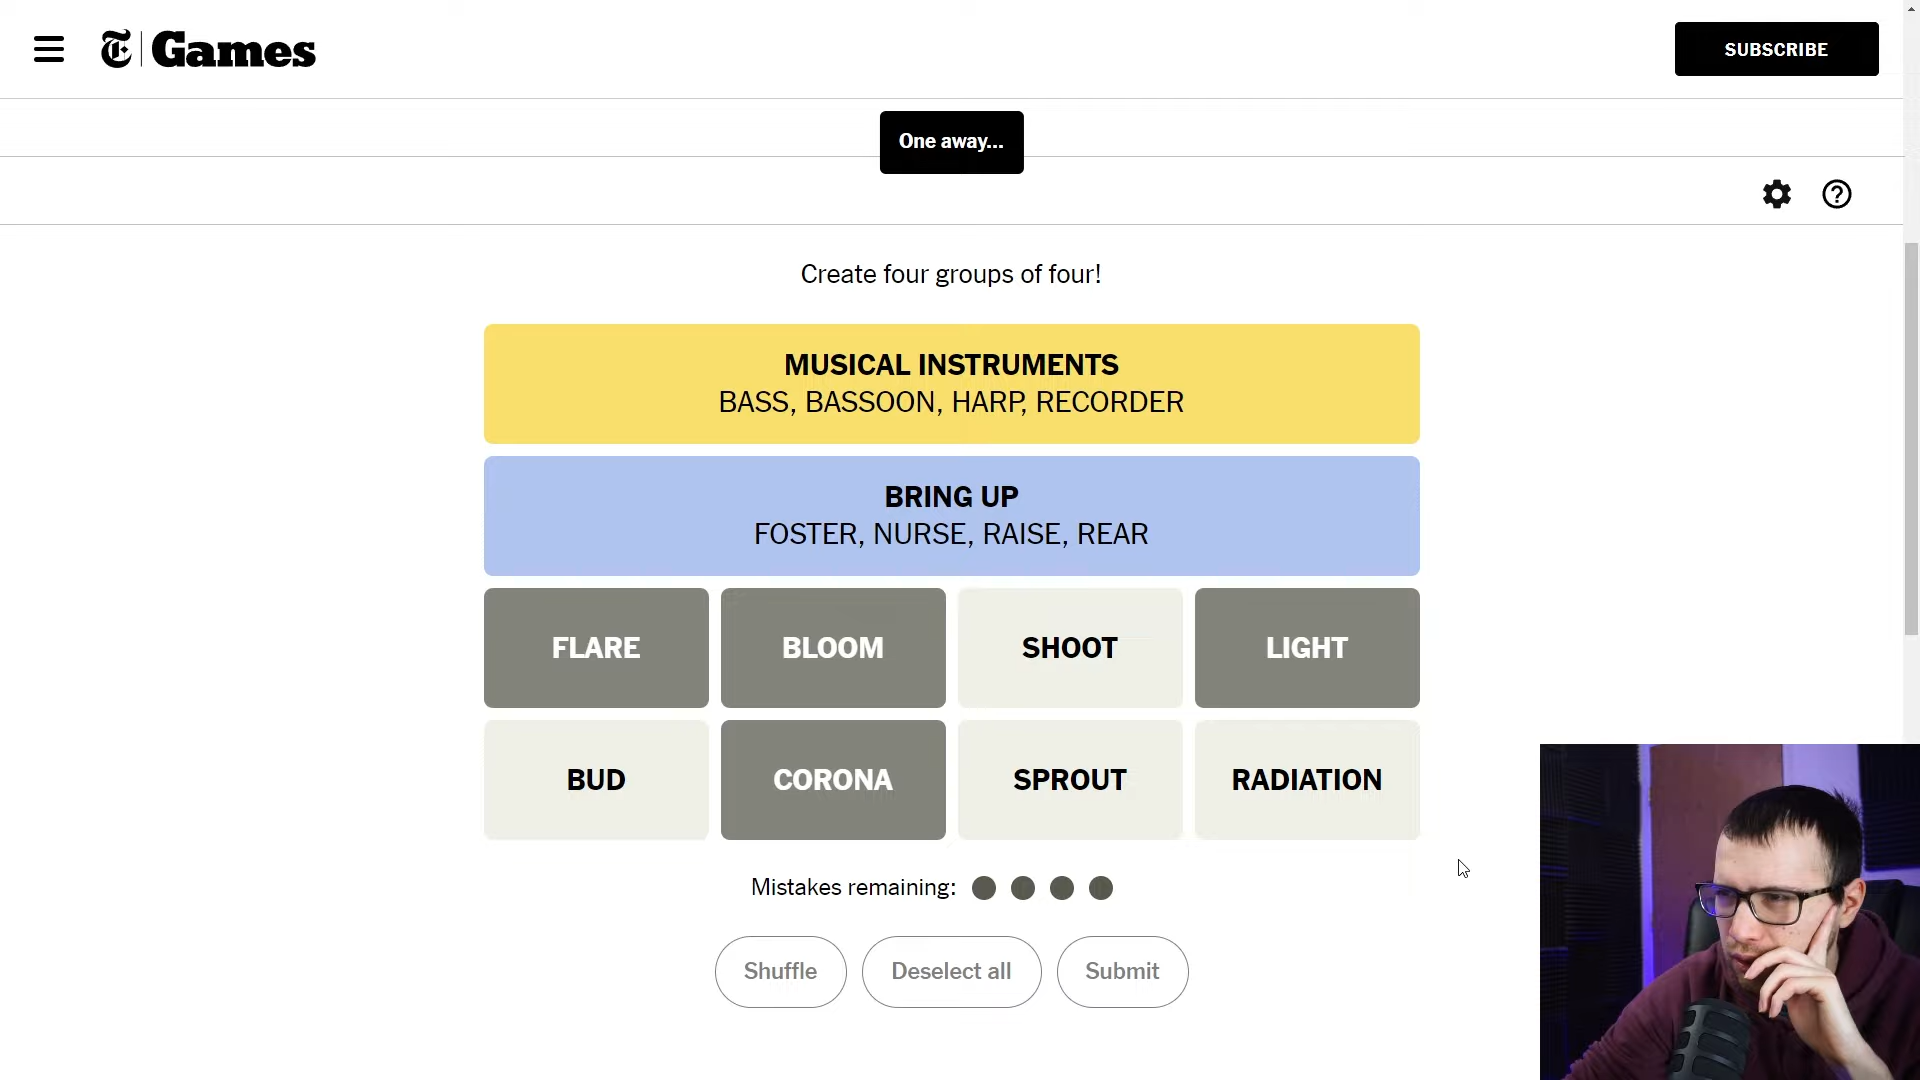 T Games
SUBSCRIBE
One away...
Create four groups of four!
MUSICAL INSTRUMENTS
BASS, BASSOON, HARP, RECORDER
BRING UP
FOSTER, NURSE, RAISE, REAR
FLARE BLOOM SHOOT LIGHT
BUD CORONA SPROUT RADIATION
Mistakes remaining:
Shuffle Deselect all Submit